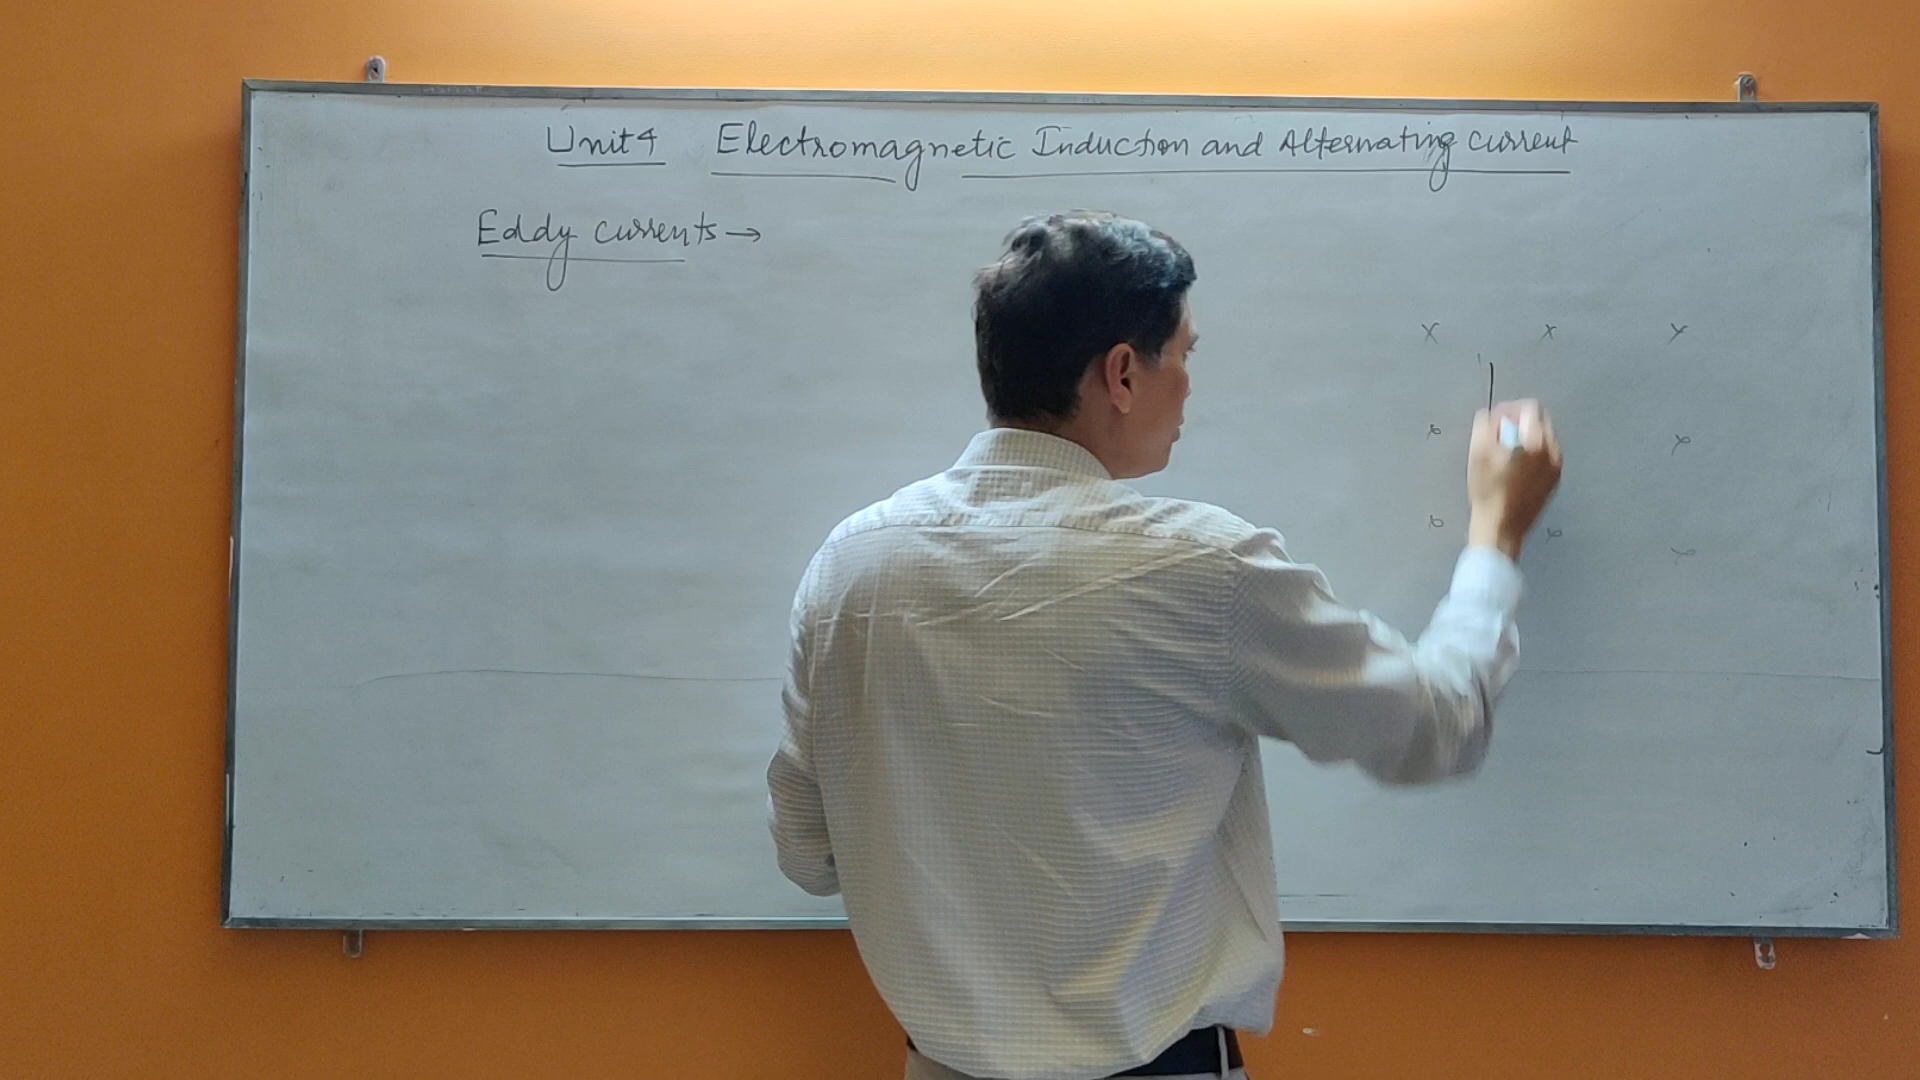 Unit 4 Electromagnetic Induction and Alternating current
Eddy currents →
x x x
x x
x x x